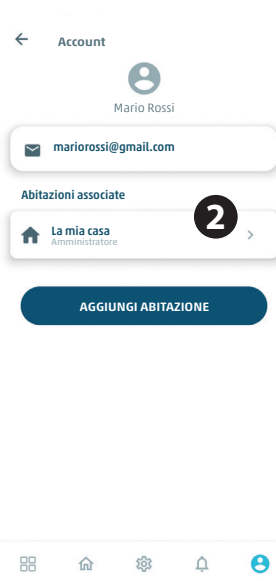 Account
Mario Rossi
mariorossi@gmail.com
Abitazioni associate
2
La mia casa
Amministratore
AGGIUNGI ABITAZIONE